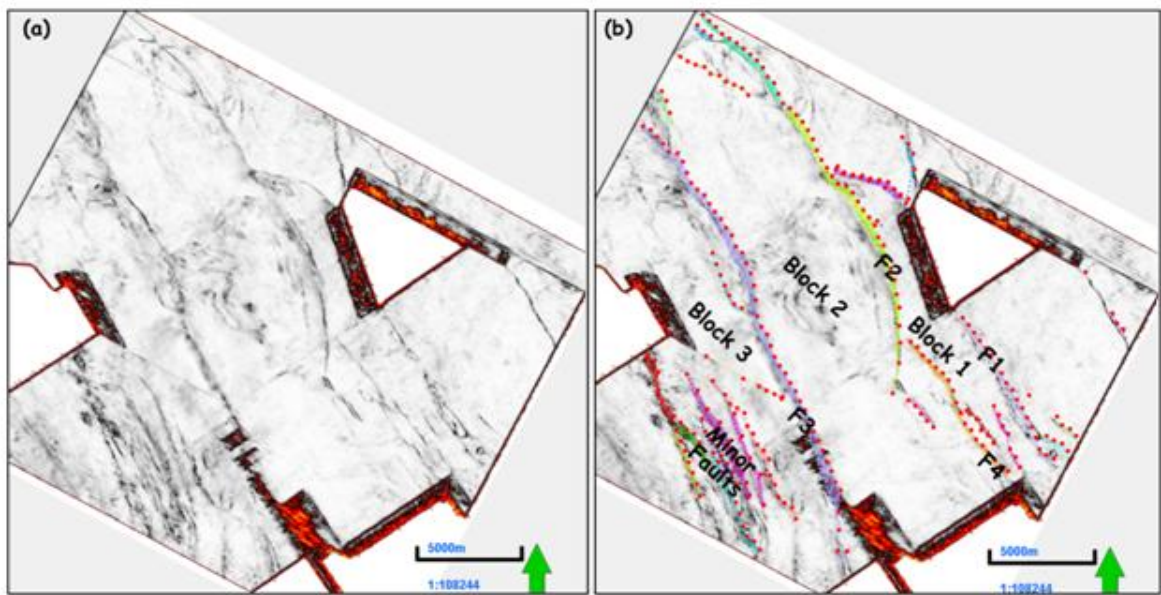 (a)
5000m
1:108244
(b)
F2
Block 2
Block 1
F1
Block 3
F3
Minor
Faults
F4
5000m
1:108244